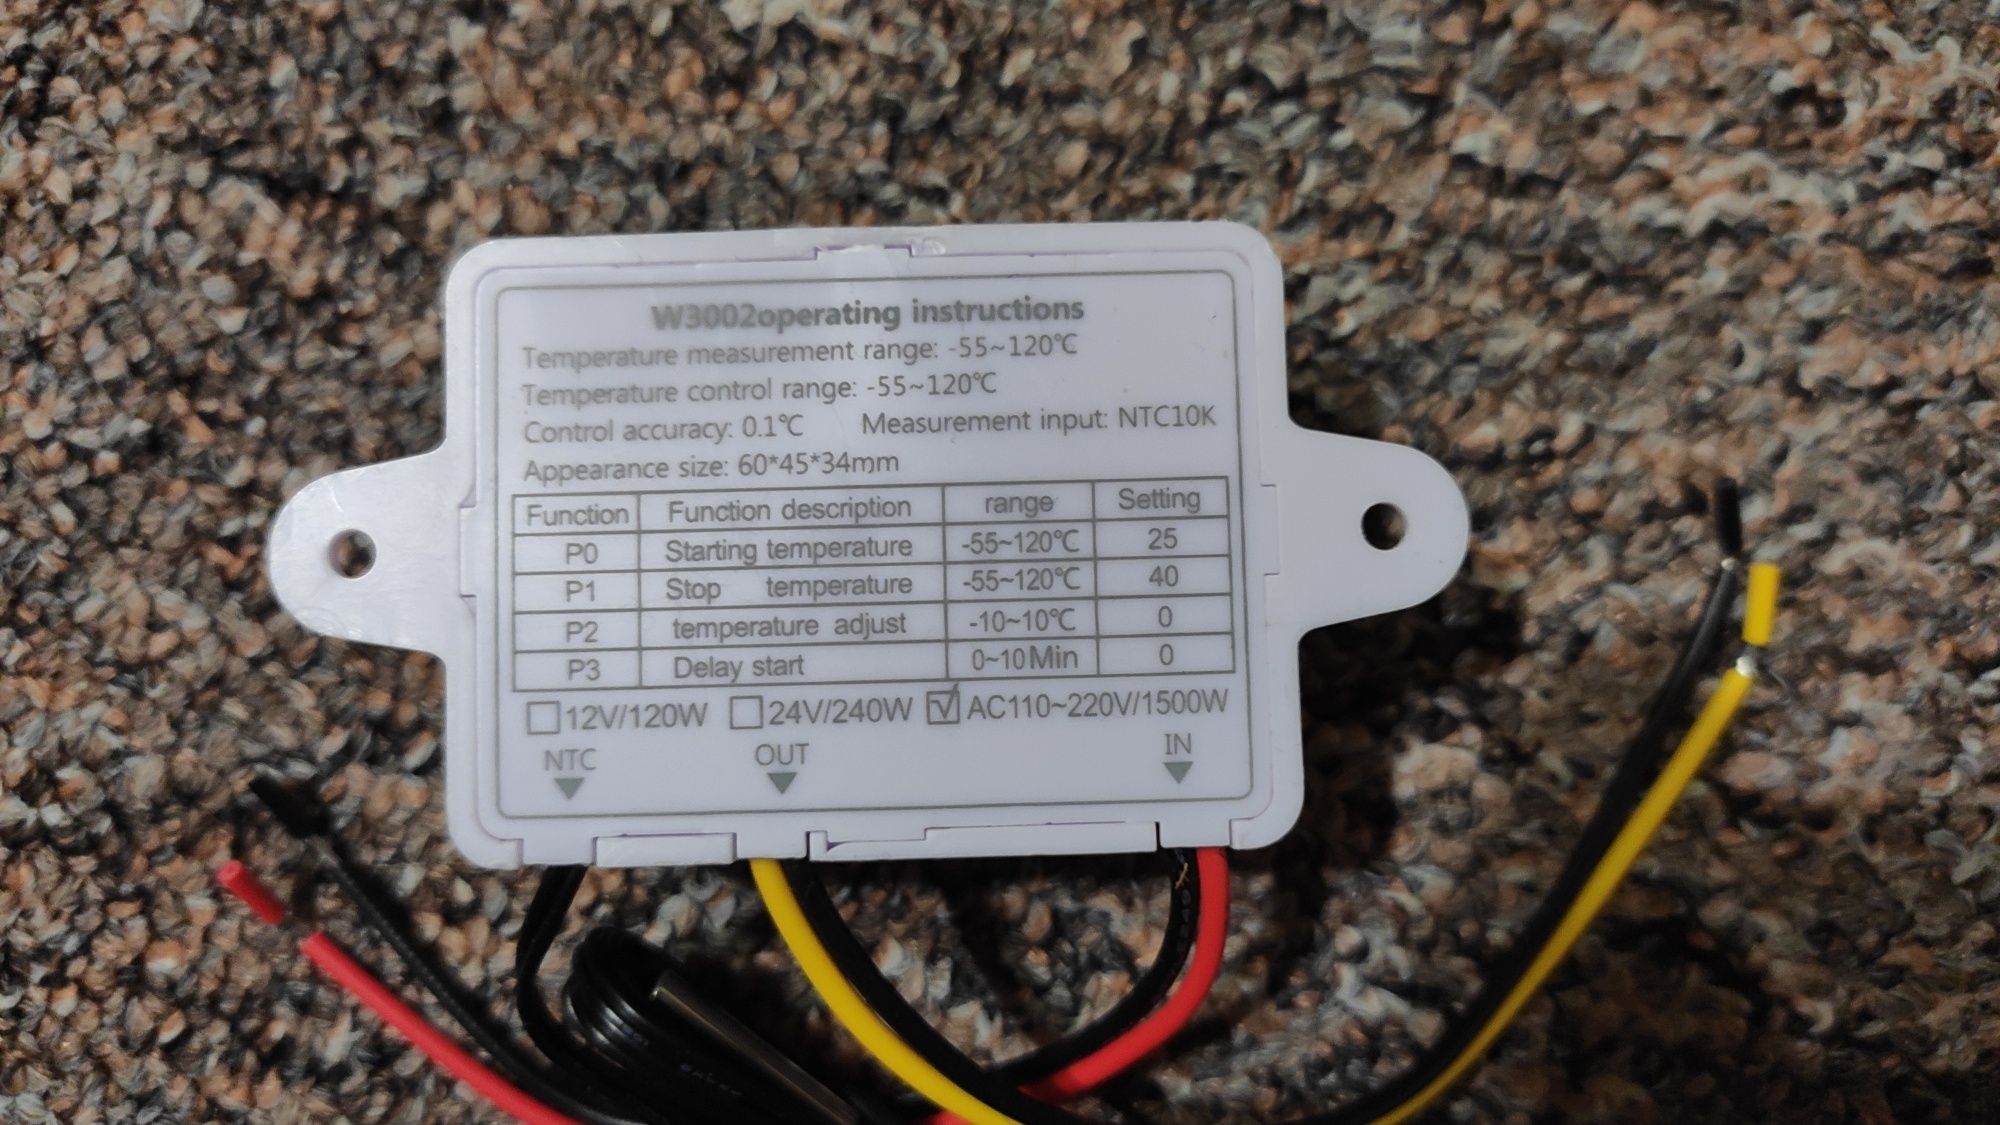 W3002operating instructions
Temperature measurement range: -55~120℃
Temperature control range: -55~120℃
Control accuracy: 0.1℃ Measurement input: NTC10K
Appearance size: 60*45*34mm
Function Function description range Setting
P0 Starting temperature -55~120℃ 25
P1 Stop temperature -55~120℃ 40
P2 temperature adjust -10~10℃ 0
P3 Delay start 0~10Min 0
12V/120W 24V/240W AC110~220V/1500W
NTC OUT IN